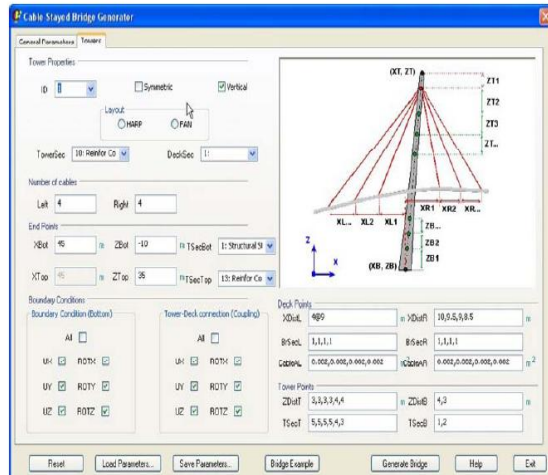 Cable Stayed Bridge Generator
General Parameters Towers
Tower Properties
ID 1 Symmetric Vertical
Layout
HARP FAN
TowerSec 10: Reinfor Co DeckSec 1:
Number of cables
Left 4 Right 4
End Points
XBot 45 m ZBot -10 m TSecBot 1: Structural St
XTop 45 m ZTop 35 m TSecTop 13: Reinfor Co
Boundary Conditions
Boundary Condition (Bottom) Tower-Deck connection (Coupling)
All All
UX ROTX UX ROTX
UY ROTY UY ROTY
UZ ROTZ UZ ROTZ
(XT, ZT)
ZT1
ZT2
ZT3
ZT...
XL... XL2 XL1 XR1 XR2 XR...
ZB...
ZB2
ZB1
Z
X
(XB, ZB)
Deck Points
XDistL 4@9 m XDistR 10,9.5,9,8.5 m
BrSecL 1,1,1,1 BrSecR 1,1,1,1
CableAL 0.002,0.002,0.002,0.002 m2 CableAR 0.002,0.002,0.002,0.002 m2
Tower Points
ZDistT 3,3,3,3,4,4 m ZDistB 4,3 m
TSecT 5,5,5,5,4,3 TSecB 1,2
Reset Load Parameters... Save Parameters... Bridge Example Generate Bridge Help Exit